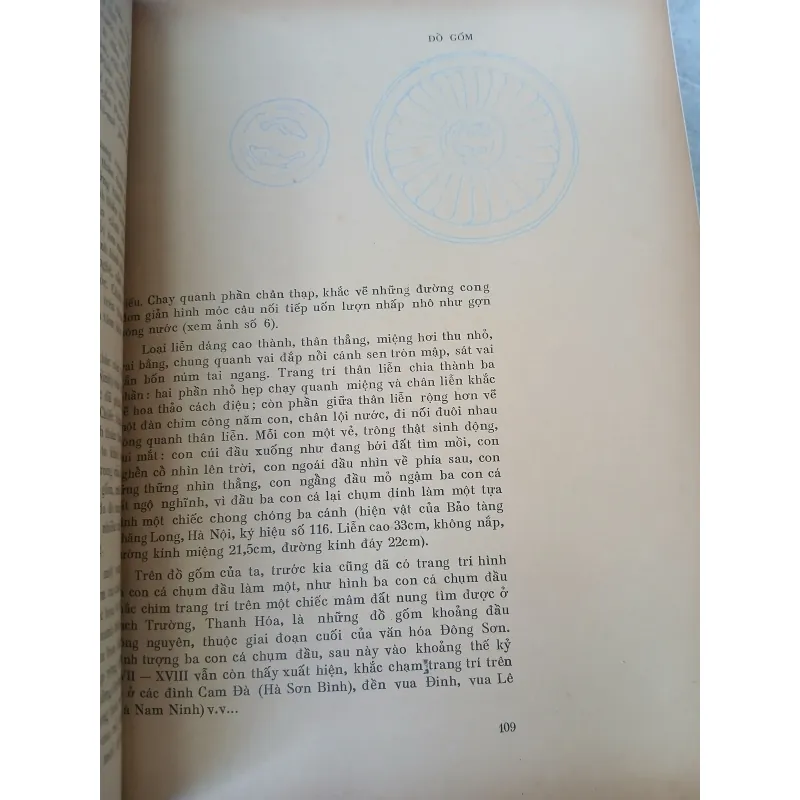 ĐỒ GỐM
Chạy quanh phần chân thạp, khắc vẽ những đường cong
giản hình móc câu nối tiếp uốn lượn nhấp nhô như gợn
nước (xem ảnh số 6).
Loại liễn dáng cao thành, thân thẳng, miệng hơi thu nhỏ,
bằng, chung quanh vai đắp nổi cánh sen tròn mập, sát vai
bốn núm tai ngang. Trang trí thân liễn chia thành ba
hai phần nhỏ hẹp chạy quanh miệng và chân liễn khắc
hoa thảo cách điệu ; còn phần giữa thân liễn rộng hơn vẽ
đàn chim công năm con, chân lội nước, đi nối đuôi nhau
quanh thân liễn. Mỗi con một vẻ, trông thật sinh động,
mắt : con cúi đầu xuống như đang bới đất tìm mồi, con
cổ nhìn lên trời, con ngoái đầu nhìn về phía sau, con
thững nhìn thẳng, con ngẩng đầu mỏ ngậm ba con cá
ngộ nghĩnh, vì đầu ba con cá lại chụm dính làm một tựa
một chiếc chong chóng ba cánh (hiện vật của Bảo tàng
Long, Hà Nội, ký hiệu số 116. Liễn cao 33cm, không nắp,
kính miệng 21,5cm, đường kính đáy 22cm).
Trên đồ gốm của ta, trước kia cũng đã có trang trí hình
con cá chụm đầu làm một, như hình ba con cá chụm đầu
chìm trang trí trên một chiếc mâm đất nung tìm được ở
Trường, Thanh Hóa, là những đồ gốm khoảng đầu
nguyên, thuộc giai đoạn cuối của văn hóa Đông Sơn.
tượng ba con cá chụm đầu, sau này vào khoảng thế kỷ
— XVIII vẫn còn thấy xuất hiện, khắc chạm trang trí trên
ở các đình Cam Đà (Hà Sơn Bình), đền vua Đinh, vua Lê
Nam Ninh) v.v...
109